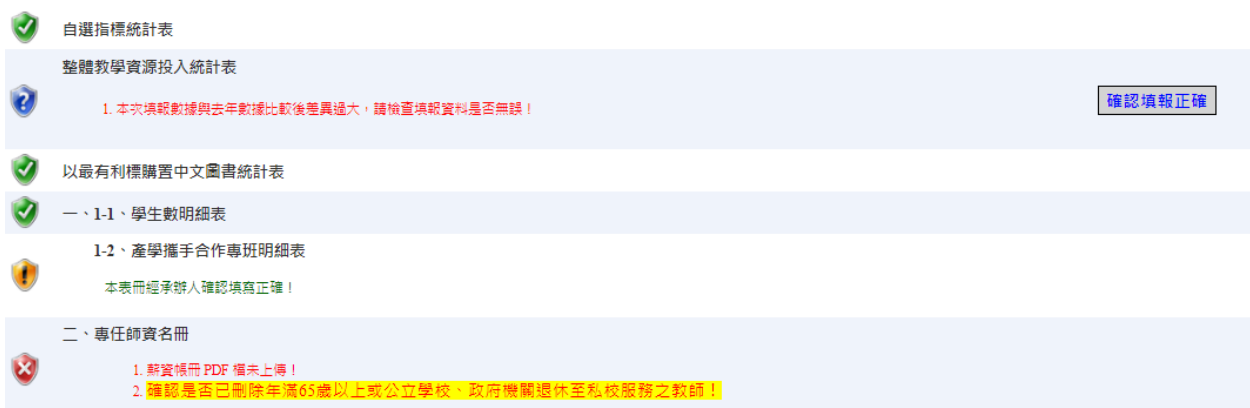 自選指標統計表
整體教學資源投入統計表
1. 本次填報數據與去年數據比較後差異過大，請檢查填報資料是否無誤！
確認填報正確
以最有利標購置中文圖書統計表
一、1-1、學生數明細表
1-2、產學攜手合作專班明細表
本表冊經承辦人確認填寫正確！
二、專任師資名冊
1. 薪資帳冊 PDF 檔未上傳！
2. 確認是否已刪除年滿65歲以上或公立學校、政府機關退休至私校服務之教師！